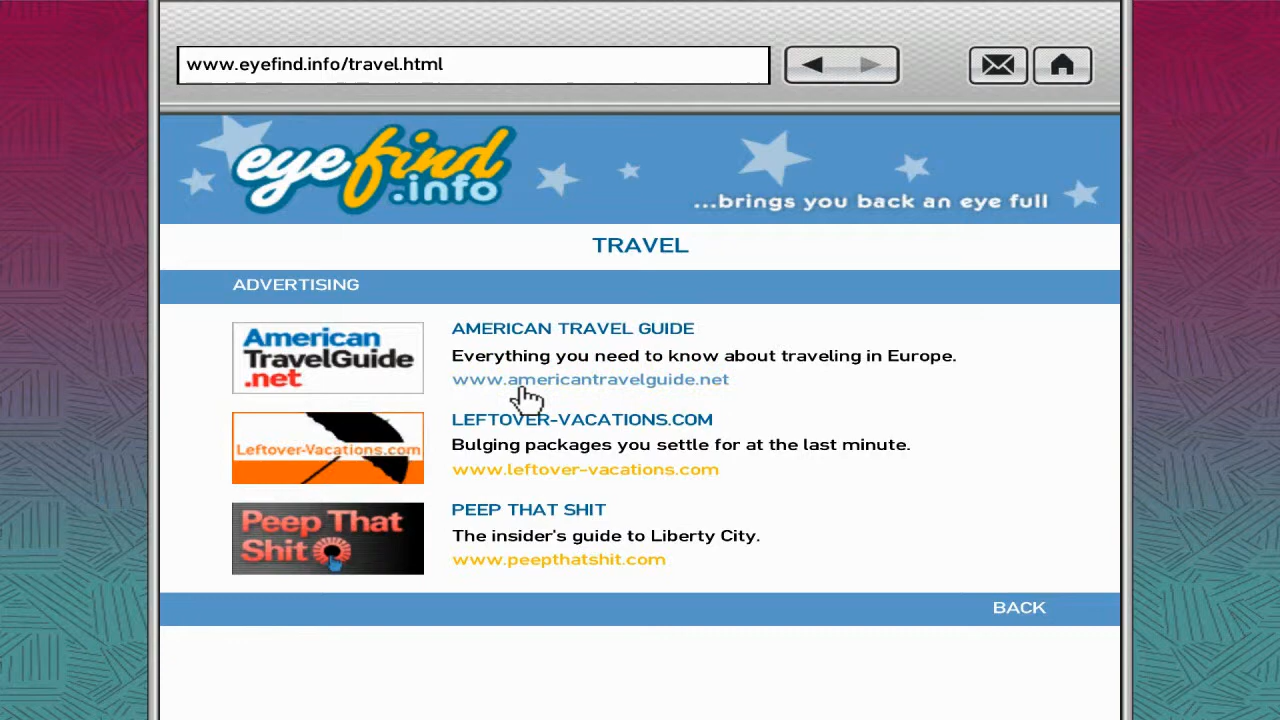 www.eyefind.info/travel.html
eyefind
.info
...brings you back an eye full
TRAVEL
ADVERTISING
American
TravelGuide
.net
AMERICAN TRAVEL GUIDE
Everything you need to know about traveling in Europe.
www.americantravelguide.net
Leftover-Vacations.com
LEFTOVER-VACATIONS.COM
Bulging packages you settle for at the last minute.
www.leftover-vacations.com
Peep That
Shit
PEEP THAT SHIT
The insider's guide to Liberty City.
www.peepthatshit.com
BACK